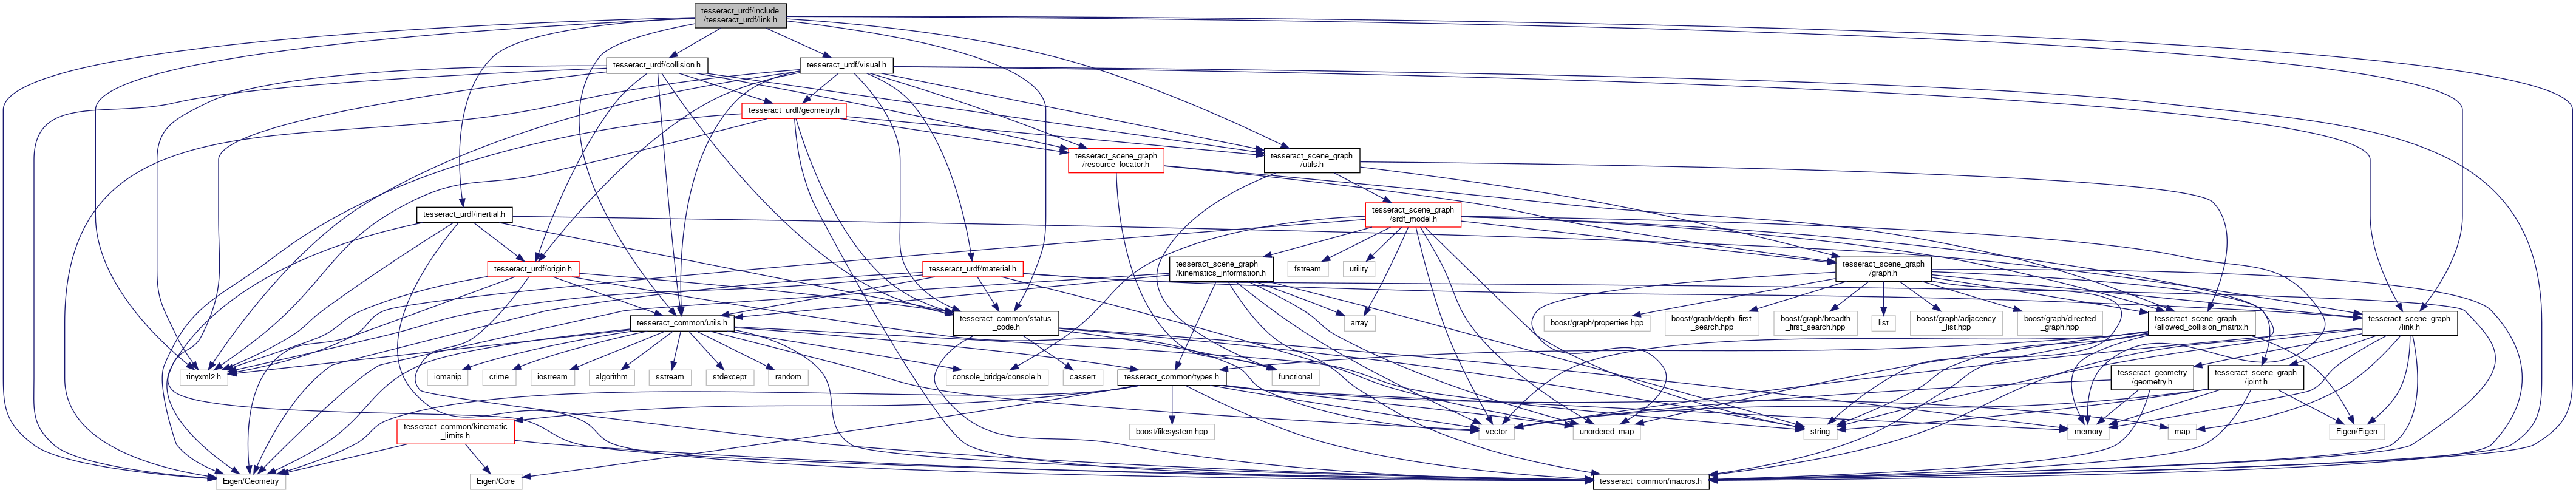 tesseract_urdf/include
/tesseract_urdf/link.h
tesseract_urdf/collision.h
tesseract_urdf/visual.h
tesseract_urdf/geometry.h
tesseract_scene_graph
/resource_locator.h
tesseract_scene_graph
/utils.h
tesseract_urdf/inertial.h
tesseract_scene_graph
/srdf_model.h
tesseract_urdf/origin.h
tesseract_urdf/material.h
tesseract_scene_graph
/kinematics_information.h
fstream
utility
tesseract_scene_graph
/graph.h
tesseract_common/utils.h
tesseract_common/status
_code.h
array
boost/graph/properties.hpp
boost/graph/depth_first
_search.hpp
boost/graph/breadth
_first_search.hpp
list
boost/graph/adjacency
_list.hpp
boost/graph/directed
_graph.hpp
tesseract_scene_graph
/allowed_collision_matrix.h
tesseract_scene_graph
/link.h
tinyxml2.h
iomanip
ctime
iostream
algorithm
sstream
stdexcept
random
console_bridge/console.h
cassert
tesseract_common/types.h
functional
tesseract_geometry
/geometry.h
tesseract_scene_graph
/joint.h
tesseract_common/kinematic
_limits.h
boost/filesystem.hpp
vector
unordered_map
string
memory
map
Eigen/Eigen
Eigen/Geometry
Eigen/Core
tesseract_common/macros.h